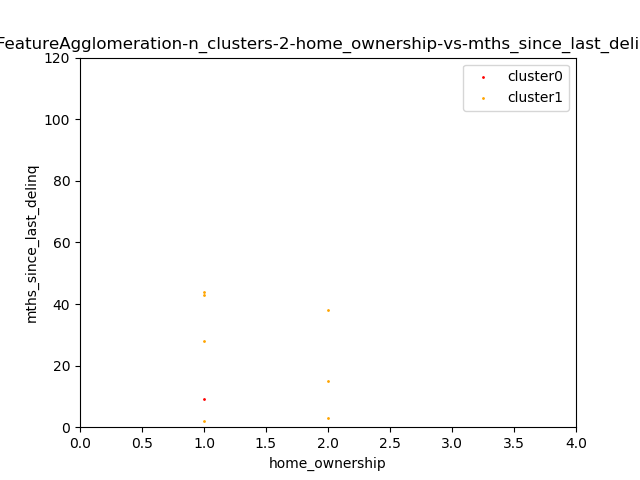 FeatureAgglomeration-n_clusters-2-home_ownership-vs-mths_since_last_deli
cluster0
cluster1
mths_since_last_delinq
120
100
80
60
40
20
0
0.0 0.5 1.0 1.5 2.0 2.5 3.0 3.5 4.0
home_ownership